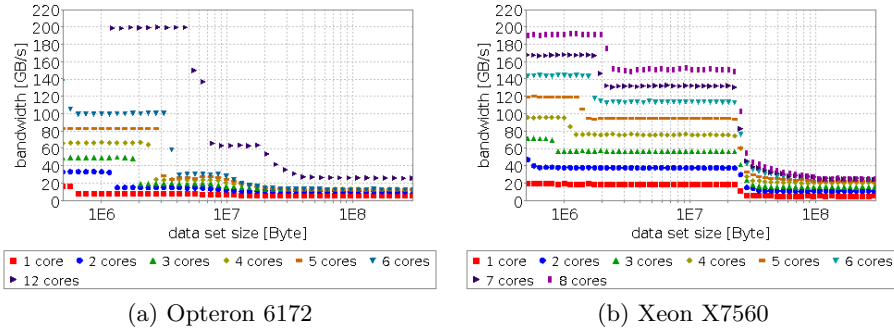 bandwidth [GB/s]
220
200
180
160
140
120
100
80
60
40
20
0
1E6
1E7
1E8
data set size [Byte]
1 core
2 cores
3 cores
4 cores
5 cores
6 cores
12 cores
(a) Opteron 6172
bandwidth [GB/s]
220
200
180
160
140
120
100
80
60
40
20
0
1E6
1E7
1E8
data set size [Byte]
1 core
2 cores
3 cores
4 cores
5 cores
6 cores
7 cores
8 cores
(b) Xeon X7560